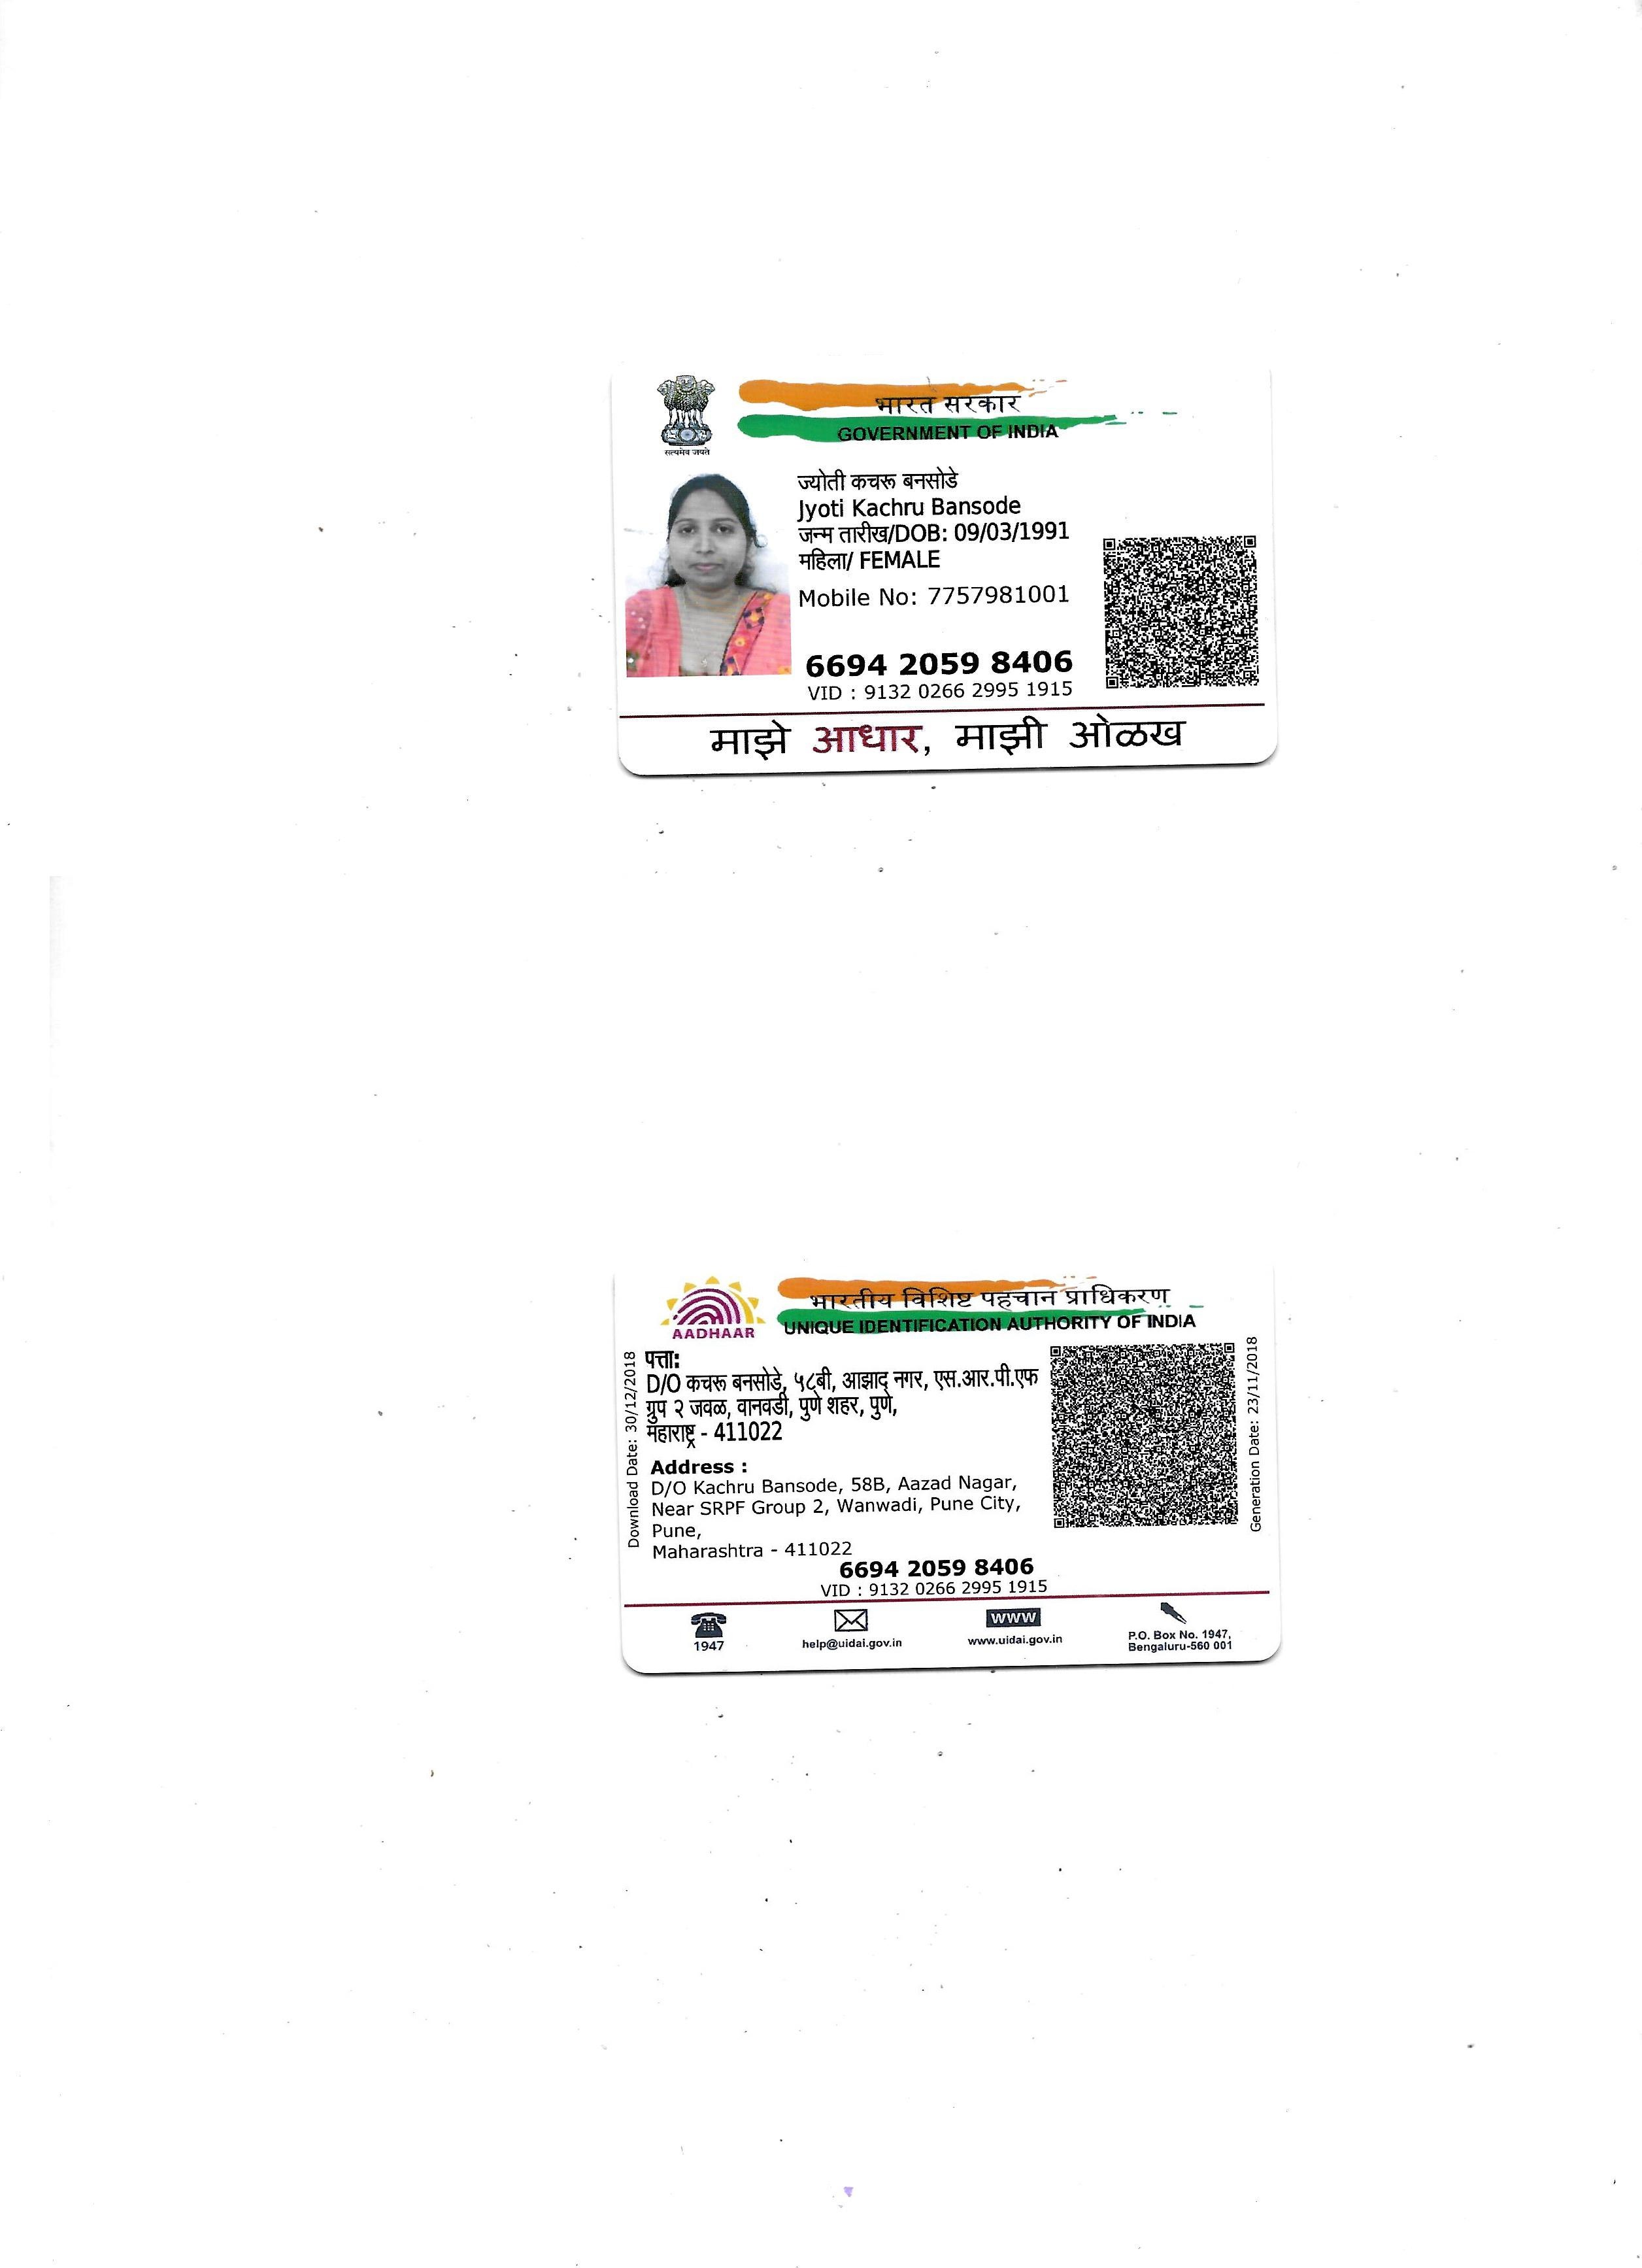 भारत सरकार
GOVERNMENT OF INDIA
सत्यमेव जयते
ज्योती कचरू बनसोडे
Jyoti Kachru Bansode
जन्म तारीख/DOB: 09/03/1991
महिला/ FEMALE
Mobile No: 7757981001
6694 2059 8406
VID : 9132 0266 2995 1915
माझे आधार, माझी ओळख
भारतीय विशिष्ट पहचान प्राधिकरण
UNIQUE IDENTIFICATION AUTHORITY OF INDIA
AADHAAR
Download Date: 30/12/2018
पत्ता:
D/O कचरू बनसोडे, ५८बी, आझाद नगर, एस.आर.पी.एफ
ग्रुप २ जवळ, वानवडी, पुणे शहर, पुणे,
महाराष्ट्र - 411022
Address :
D/O Kachru Bansode, 58B, Aazad Nagar,
Near SRPF Group 2, Wanwadi, Pune City,
Pune,
Maharashtra - 411022
Generation Date: 23/11/2018
6694 2059 8406
VID : 9132 0266 2995 1915
1947
help@uidai.gov.in
WWW
www.uidai.gov.in
P.O. Box No. 1947,
Bengaluru-560 001